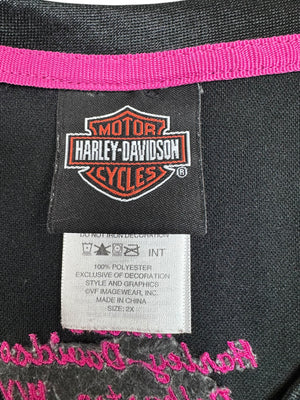 MOTOR
HARLEY-DAVIDSON
CYCLES
®
DO NOT IRON DECORATION
INT
100% POLYESTER
EXCLUSIVE OF DECORATION
STYLE AND GRAPHICS
©VF IMAGEWEAR, INC.
MADE IN CHINA
SIZE: 2X
Harley-Davidson